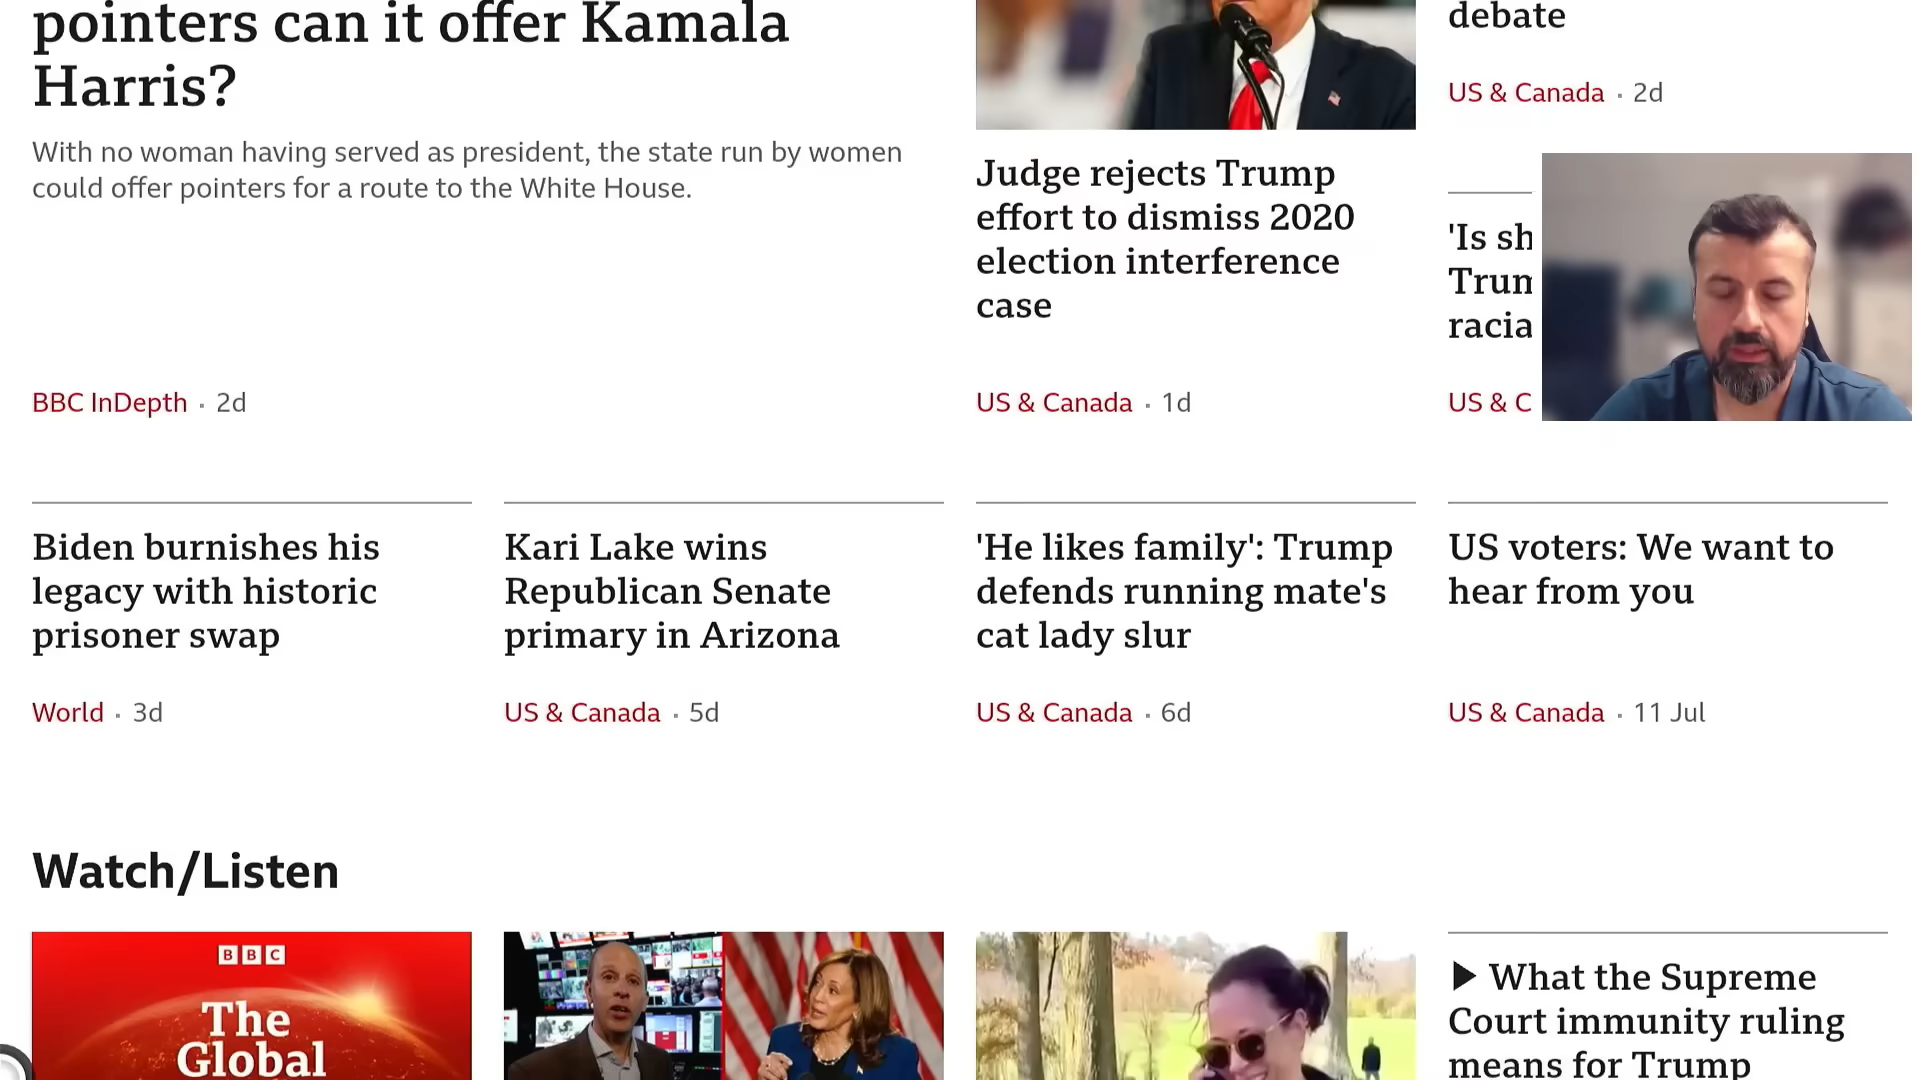 pointers can it offer Kamala
Harris?
With no woman having served as president, the state run by women
could offer pointers for a route to the White House.
BBC InDepth · 2d
Judge rejects Trump
effort to dismiss 2020
election interference
case
US & Canada · 1d
debate
US & Canada · 2d
'Is sh
Trum
racia
US & C
Biden burnishes his
legacy with historic
prisoner swap
World · 3d
Kari Lake wins
Republican Senate
primary in Arizona
US & Canada · 5d
'He likes family': Trump
defends running mate's
cat lady slur
US & Canada · 6d
US voters: We want to
hear from you
US & Canada · 11 Jul
Watch/Listen
BBC
The
Global
What the Supreme
Court immunity ruling
means for Trump